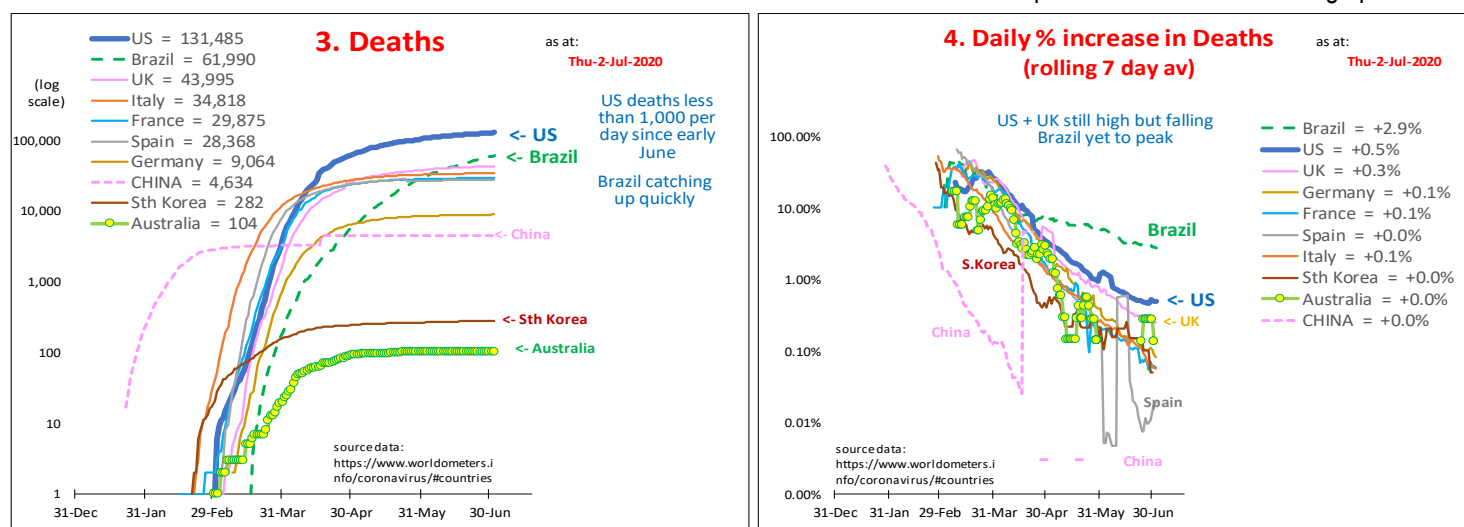 3. Deaths
as at:
Thu-2-Jul-2020
US = 131,485
Brazil = 61,990
UK = 43,995
Italy = 34,818
France = 29,875
Spain = 28,368
Germany = 9,064
CHINA = 4,634
Sth Korea = 282
Australia = 104
(log
scale)
US deaths less
than 1,000 per
day since early
June
Brazil catching
up quickly
<- US
<- Brazil
<- China
<- Sth Korea
<- Australia
100,000
10,000
1,000
100
10
1
source data:
https://www.worldometers.i
nfo/coronavirus/#countries
31-Dec 31-Jan 29-Feb 31-Mar 30-Apr 31-May 30-Jun
4. Daily % increase in Deaths
(rolling 7 day av)
as at:
Thu-2-Jul-2020
US + UK still high but falling
Brazil yet to peak
Brazil = +2.9%
US = +0.5%
UK = +0.3%
Germany = +0.1%
France = +0.1%
Spain = +0.0%
Italy = +0.1%
Sth Korea = +0.0%
Australia = +0.0%
CHINA = +0.0%
100.00%
10.00%
1.00%
0.10%
0.01%
0.00%
Brazil
S.Korea
<- US
<- UK
China
Spain
China
source data:
https://www.worldometers.i
nfo/coronavirus/#countries
31-Dec 31-Jan 29-Feb 31-Mar 30-Apr 31-May 30-Jun